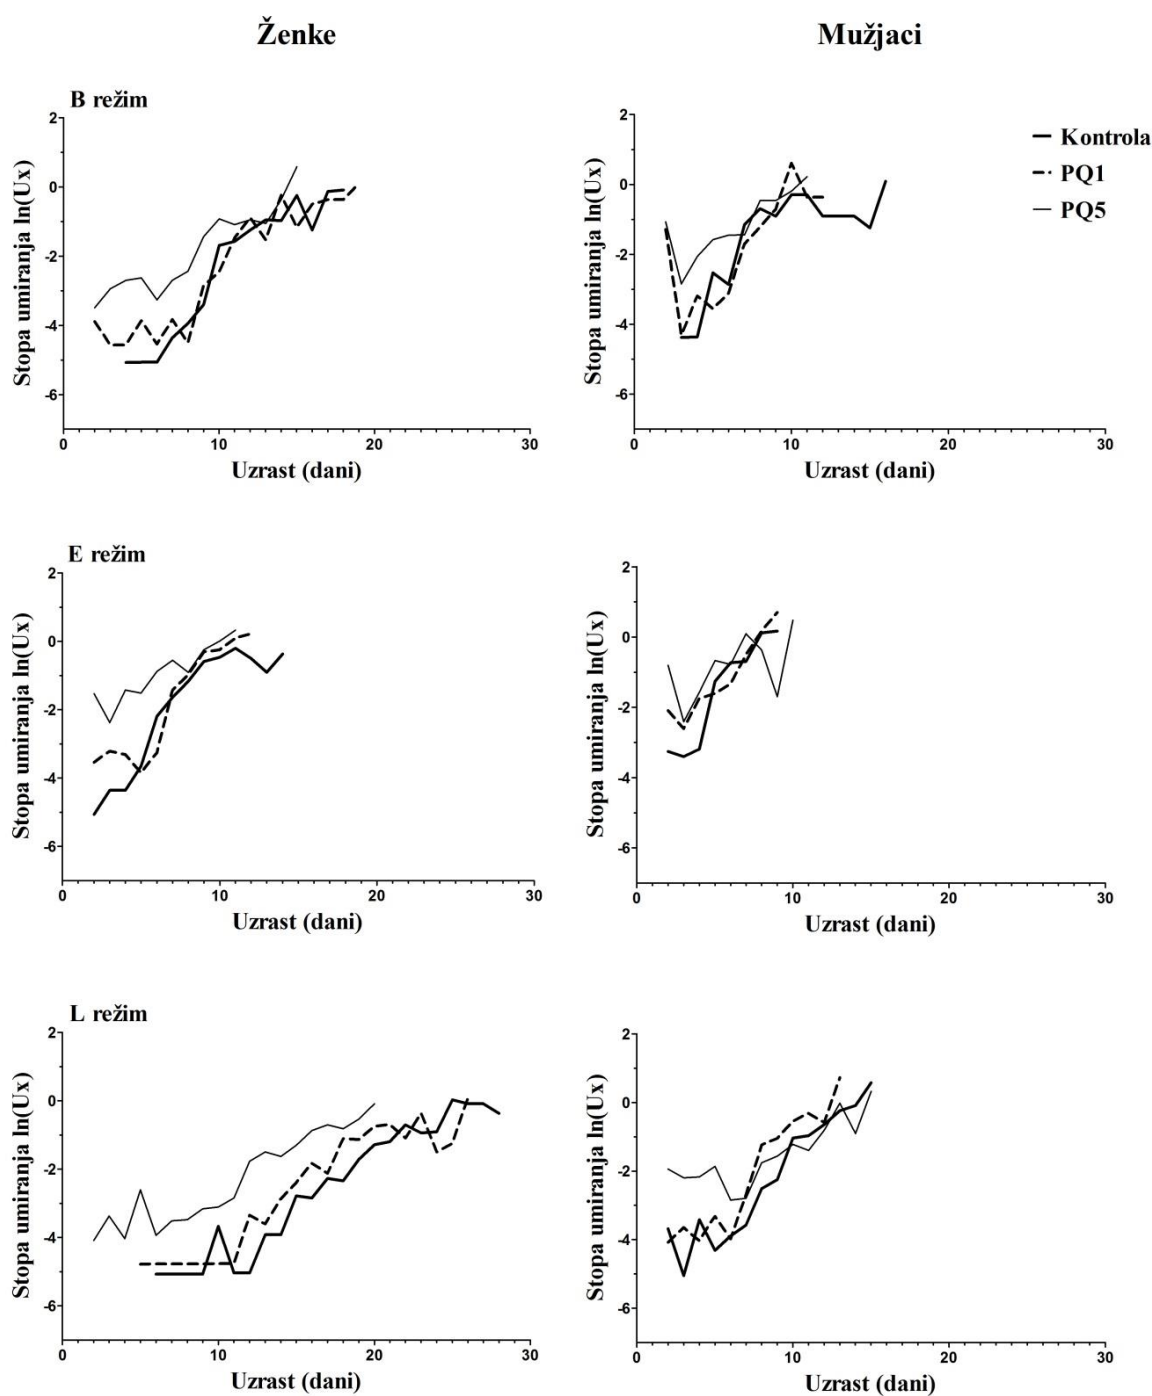 Ženke
Mužjaci
B režim
Stopa umiranja ln(Ux)
2
0
-2
-4
-6
0
10
20
30
Uzrast (dani)
Stopa umiranja ln(Ux)
2
0
-2
-4
-6
0
10
20
30
Uzrast (dani)
Kontrola
PQ1
PQ5
E režim
Stopa umiranja ln(Ux)
2
0
-2
-4
-6
0
10
20
30
Uzrast (dani)
Stopa umiranja ln(Ux)
2
0
-2
-4
-6
0
10
20
30
Uzrast (dani)
L režim
Stopa umiranja ln(Ux)
2
0
-2
-4
-6
0
10
20
30
Uzrast (dani)
Stopa umiranja ln(Ux)
2
0
-2
-4
-6
0
10
20
30
Uzrast (dani)